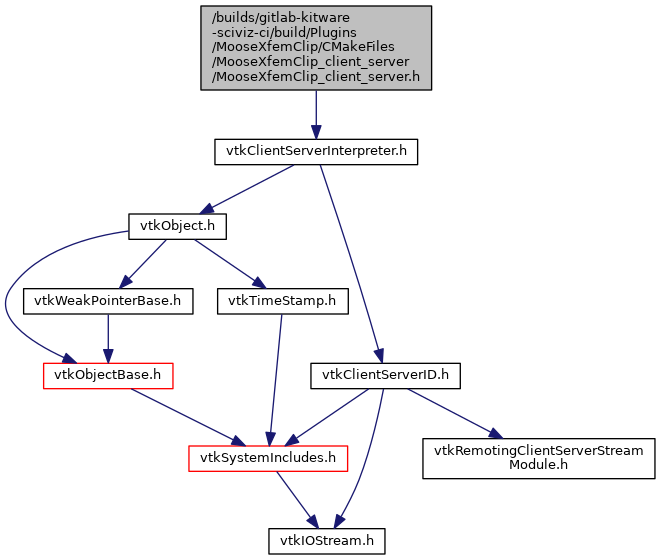 /builds/gitlab-kitware
-sciviz-ci/build/Plugins
/MooseXfemClip/CMakeFiles
/MooseXfemClip_client_server
/MooseXfemClip_client_server.h
vtkClientServerInterpreter.h
vtkObject.h
vtkWeakPointerBase.h
vtkTimeStamp.h
vtkObjectBase.h
vtkClientServerID.h
vtkSystemIncludes.h
vtkRemotingClientServerStream
Module.h
vtkIOStream.h